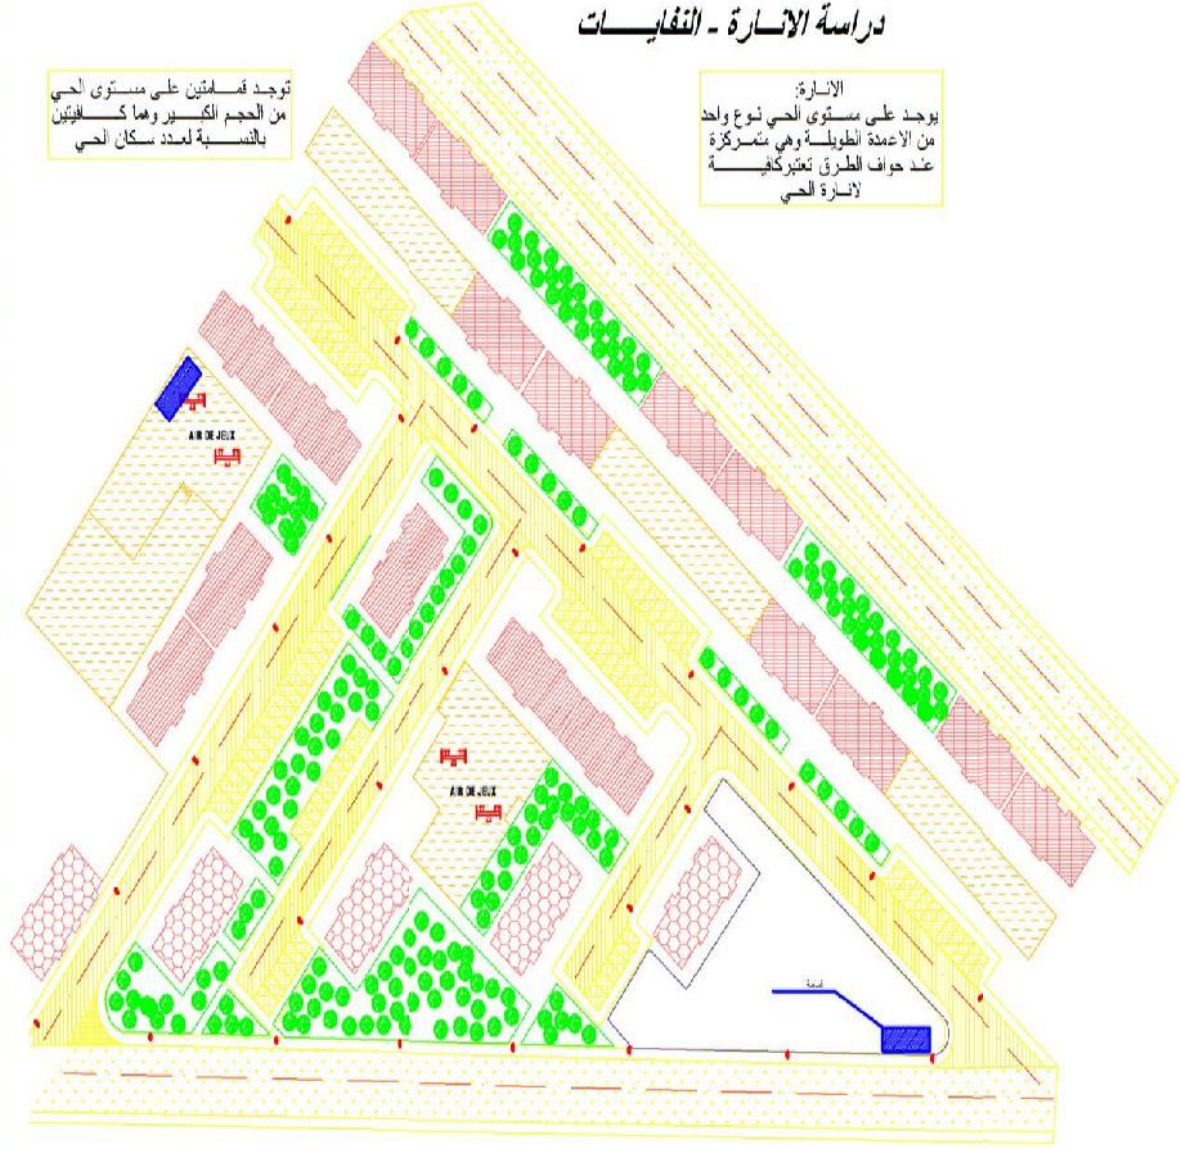 دراسة الانارة - النفايات
توجد قمامتين على مستوى الحي
من الحجم الكبير وهما كافيتين
بالنسبة لعدد سكان الحي
الانارة:
يوجد على مستوى الحي نوع واحد
من الاعمدة الطويلة وهي متمركزة
عند حواف الطرق تعتبر كافية
لانارة الحي
AIR DE JEUX
AIR DE JEUX
قمامة